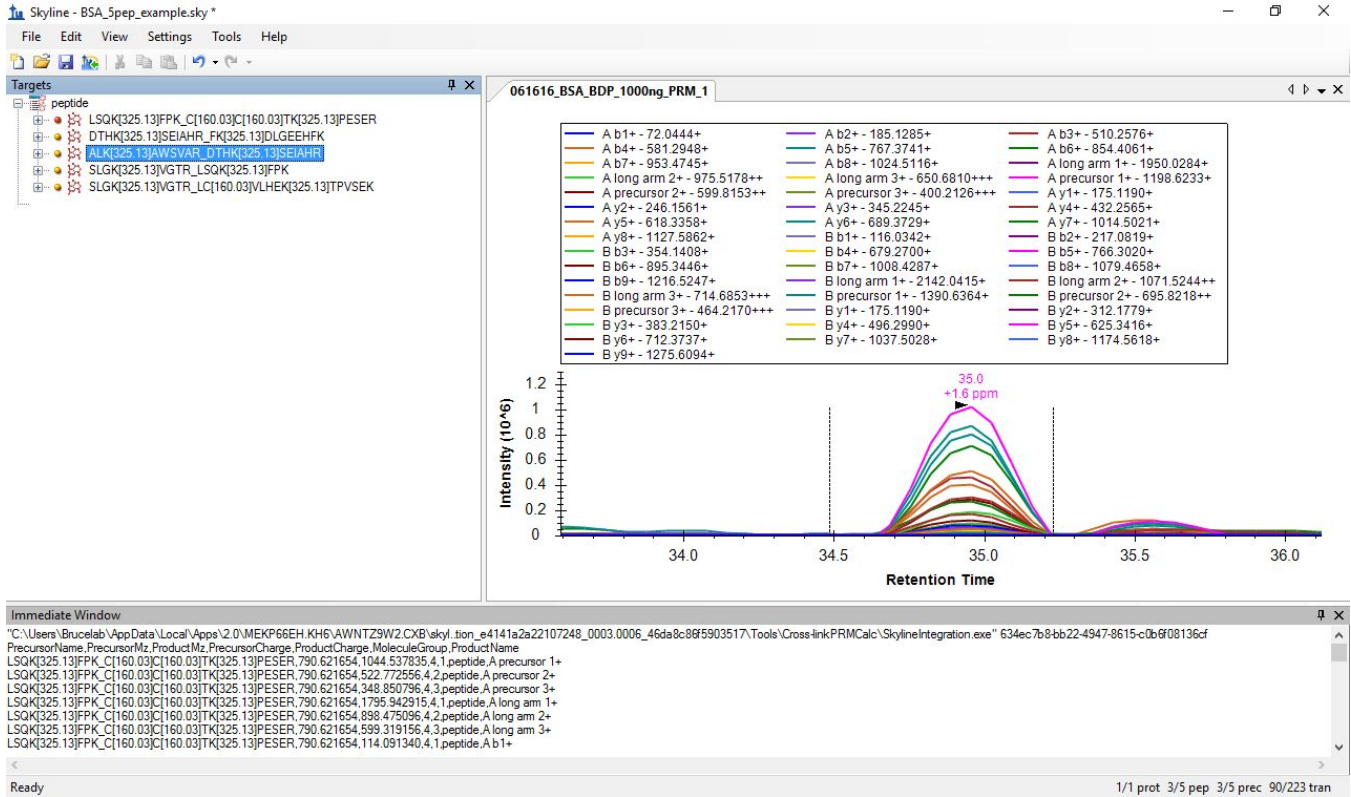 Skyline - BSA_5pep_example.sky *
File Edit View Settings Tools Help
Targets
peptide
LSQK[325.13]FPK_C[160.03]C[160.03]TK[325.13]PESER
DTHK[325.13]SEIAHR_FK[325.13]DLGEEHFK
ALK[325.13]AWSVAR_DTHK[325.13]SEIAHR
SLGK[325.13]VGTR_LSQK[325.13]FPK
SLGK[325.13]VGTR_LC[160.03]VLHEK[325.13]TPVSEK
061616_BSA_BDP_1000ng_PRM_1
A b1+ - 72.0444+ A b2+ - 185.1285+ A b3+ - 510.2576+
A b4+ - 581.2948+ A b5+ - 767.3741+ A b6+ - 854.4061+
A b7+ - 953.4745+ A b8+ - 1024.5116+ A long arm 1+ - 1950.0284+
A long arm 2+ - 975.5178++ A long arm 3+ - 650.6810+++ A precursor 1+ - 1198.6233+
A precursor 2+ - 599.8153++ A precursor 3+ - 400.2126+++ A y1+ - 175.1190+
A y2+ - 246.1561+ A y3+ - 345.2245+ A y4+ - 432.2565+
A y5+ - 618.3358+ A y6+ - 689.3729+ A y7+ - 1014.5021+
A y8+ - 1127.5862+ B b1+ - 116.0342+ B b2+ - 217.0819+
B b3+ - 354.1408+ B b4+ - 679.2700+ B b5+ - 766.3020+
B b6+ - 895.3446+ B b7+ - 1008.4287+ B b8+ - 1079.4658+
B b9+ - 1216.5247+ B long arm 1+ - 2142.0415+ B long arm 2+ - 1071.5244++
B long arm 3+ - 714.6853+++ B precursor 1+ - 1390.6364+ B precursor 2+ - 695.8218++
B precursor 3+ - 464.2170+++ B y1+ - 175.1190+ B y2+ - 312.1779+
B y3+ - 383.2150+ B y4+ - 496.2990+ B y5+ - 625.3416+
B y6+ - 712.3737+ B y7+ - 1037.5028+ B y8+ - 1174.5618+
B y9+ - 1275.6094+
35.0
+1.6 ppm
Intensity (10^6)
1.2
1
0.8
0.6
0.4
0.2
0
34.0 34.5 35.0 35.5 36.0
Retention Time
Immediate Window
"C:\Users\Brucelab\AppData\Local\Apps\2.0\MEKP66EH.KH6\AWNTZ9W2.CXB\skyl..tion_e4141a2a22107248_0003.0006_46da8c86f5903517\Tools\Cross-linkPRMCalc\SkylineIntegration.exe" 634ec7b8-bb22-4947-8615-c0b6f08136cf
PrecursorName,PrecursorMz,ProductMz,PrecursorCharge,ProductCharge,MoleculeGroup,ProductName
LSQK[325.13]FPK_C[160.03]C[160.03]TK[325.13]PESER,790.621654,1044.537835,4,1,peptide,A precursor 1+
LSQK[325.13]FPK_C[160.03]C[160.03]TK[325.13]PESER,790.621654,522.772556,4,2,peptide,A precursor 2+
LSQK[325.13]FPK_C[160.03]C[160.03]TK[325.13]PESER,790.621654,348.850796,4,3,peptide,A precursor 3+
LSQK[325.13]FPK_C[160.03]C[160.03]TK[325.13]PESER,790.621654,1795.942915,4,1,peptide,A long arm 1+
LSQK[325.13]FPK_C[160.03]C[160.03]TK[325.13]PESER,790.621654,898.475096,4,2,peptide,A long arm 2+
LSQK[325.13]FPK_C[160.03]C[160.03]TK[325.13]PESER,790.621654,599.319156,4,3,peptide,A long arm 3+
LSQK[325.13]FPK_C[160.03]C[160.03]TK[325.13]PESER,790.621654,114.091340,4,1,peptide,A b1+
Ready
1/1 prot 3/5 pep 3/5 prec 90/223 tran